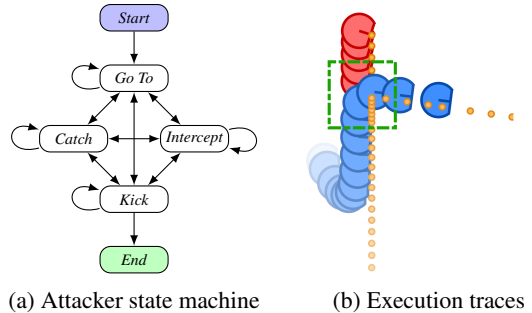 Start
Go To
Catch
Intercept
Kick
End
(a) Attacker state machine
(b) Execution traces